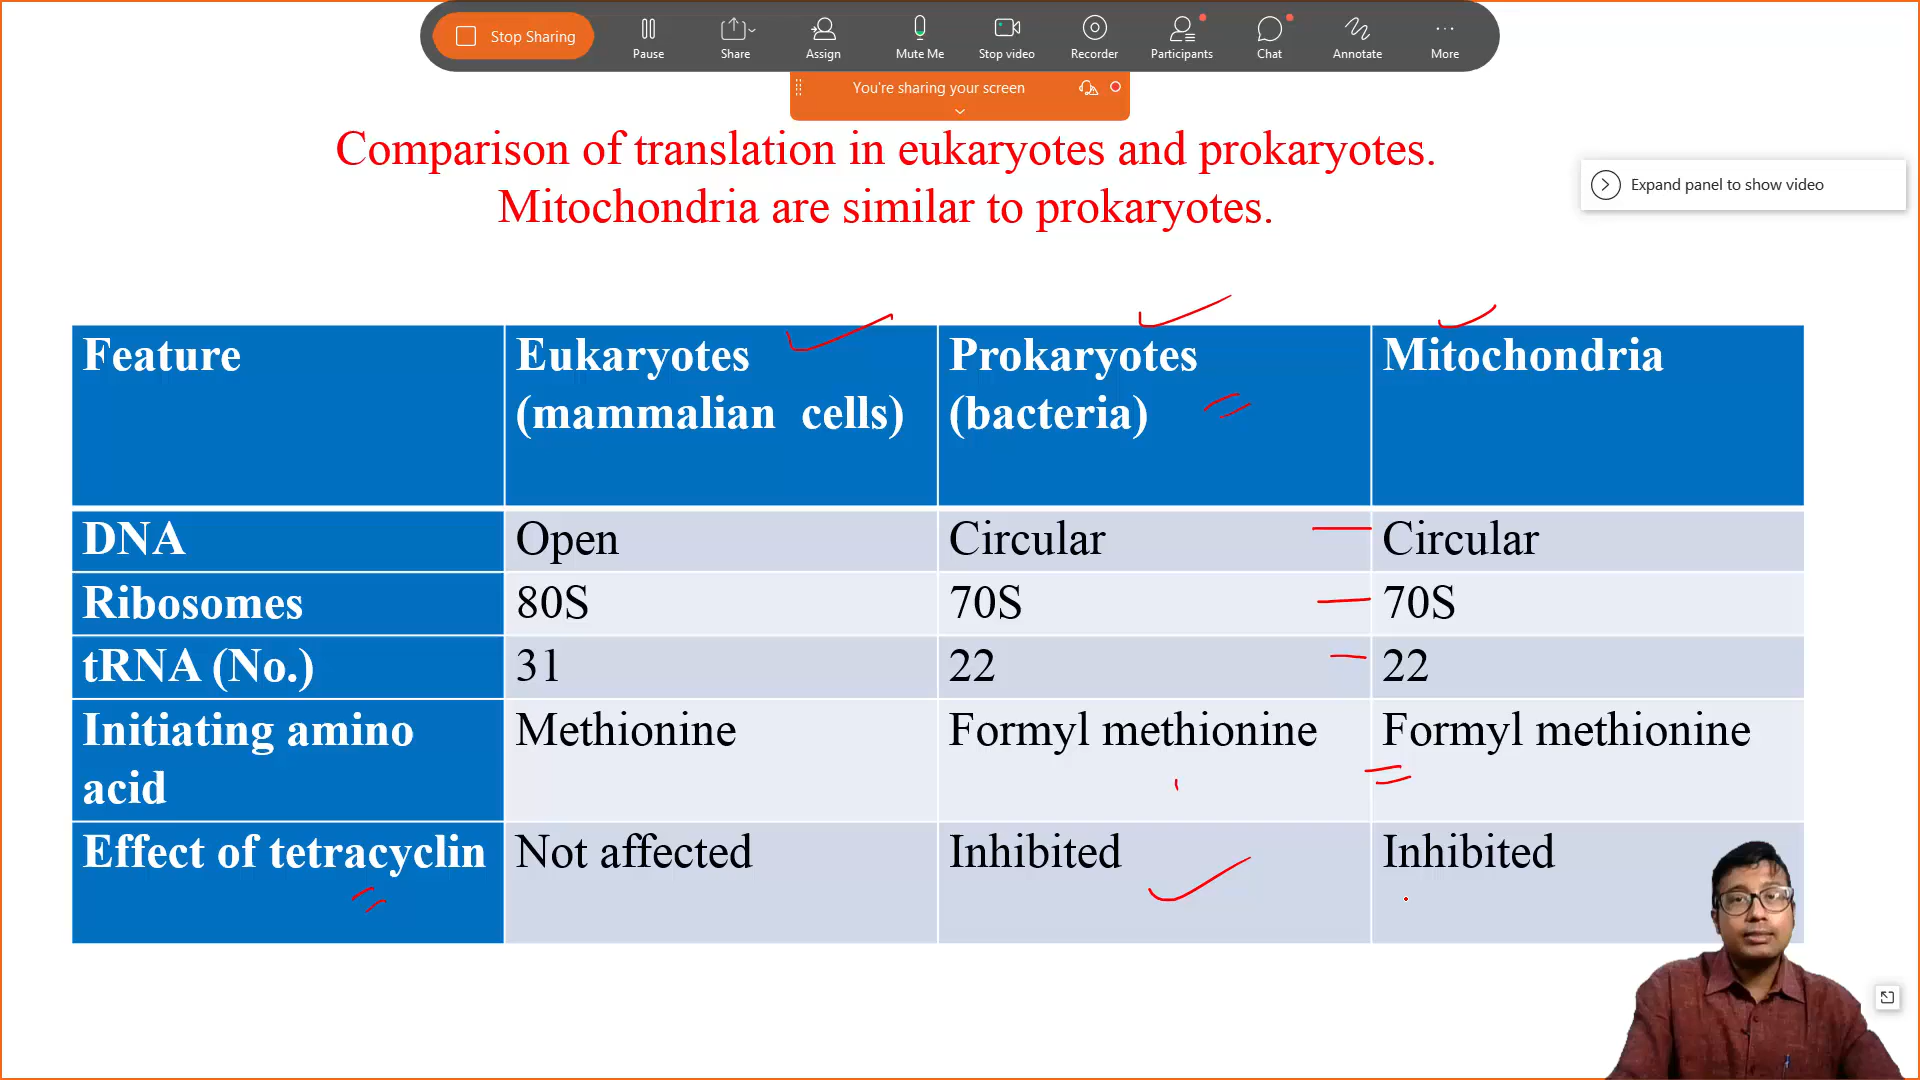 Stop Sharing
Pause
Share
Assign
Mute Me
Stop video
Recorder
Participants
Chat
Annotate
More
You're sharing your screen
Comparison of translation in eukaryotes and prokaryotes.
Mitochondria are similar to prokaryotes.
Expand panel to show video
Feature
Eukaryotes
(mammalian cells)
Prokaryotes
(bacteria)
Mitochondria
DNA
Open
Circular
Circular
Ribosomes
80S
70S
70S
tRNA (No.)
31
22
22
Initiating amino
acid
Methionine
Formyl methionine
Formyl methionine
Effect of tetracyclin
Not affected
Inhibited
Inhibited